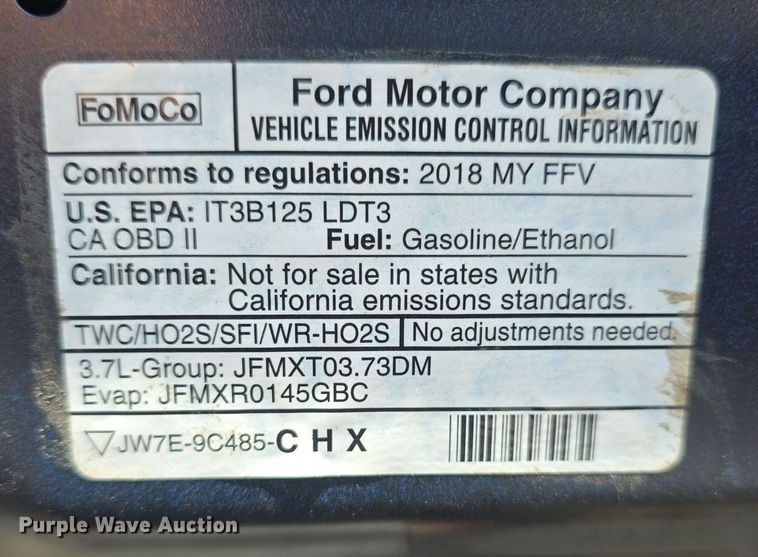 FoMoCo
Ford Motor Company
VEHICLE EMISSION CONTROL INFORMATION
Conforms to regulations: 2018 MY FFV
U.S. EPA: IT3B125 LDT3
CA OBD II Fuel: Gasoline/Ethanol
California: Not for sale in states with
California emissions standards.
TWC/HO2S/SFI/WR-HO2S No adjustments needed.
3.7L-Group: JFMXT03.73DM
Evap: JFMXR0145GBC
▽JW7E-9C485-C H X
Purple Wave Auction